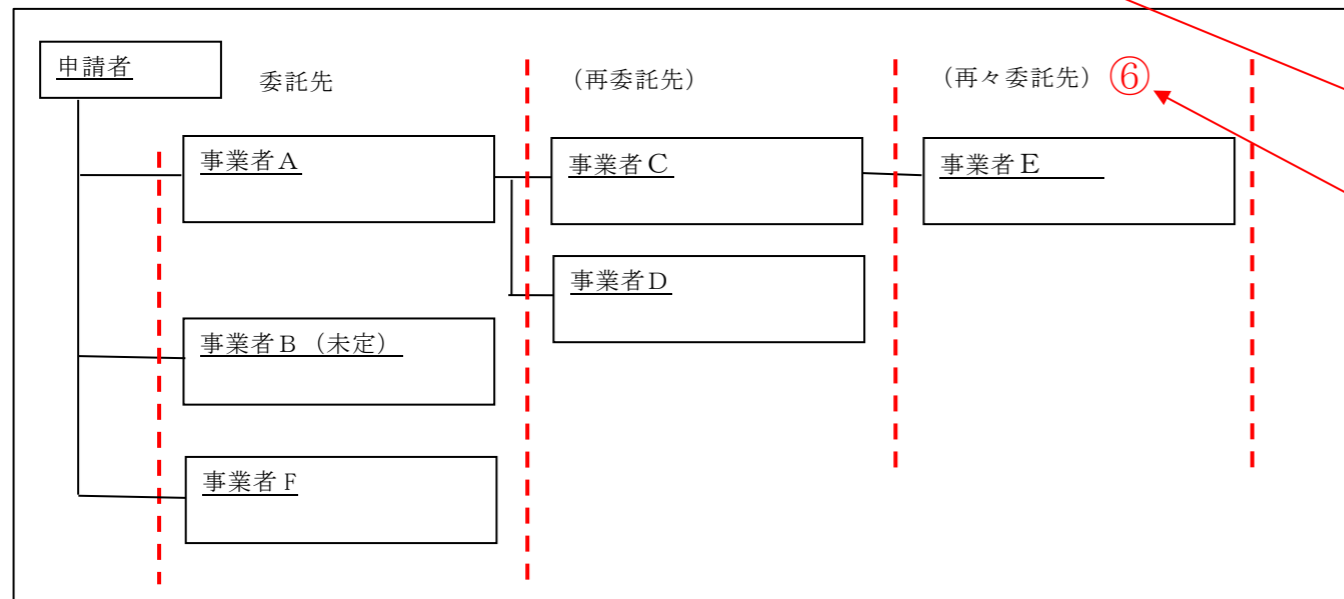 申請者
委託先
（再委託先）
（再々委託先）⑥
事業者Ａ
事業者Ｃ
事業者Ｅ
事業者Ｄ
事業者Ｂ（未定）
事業者Ｆ